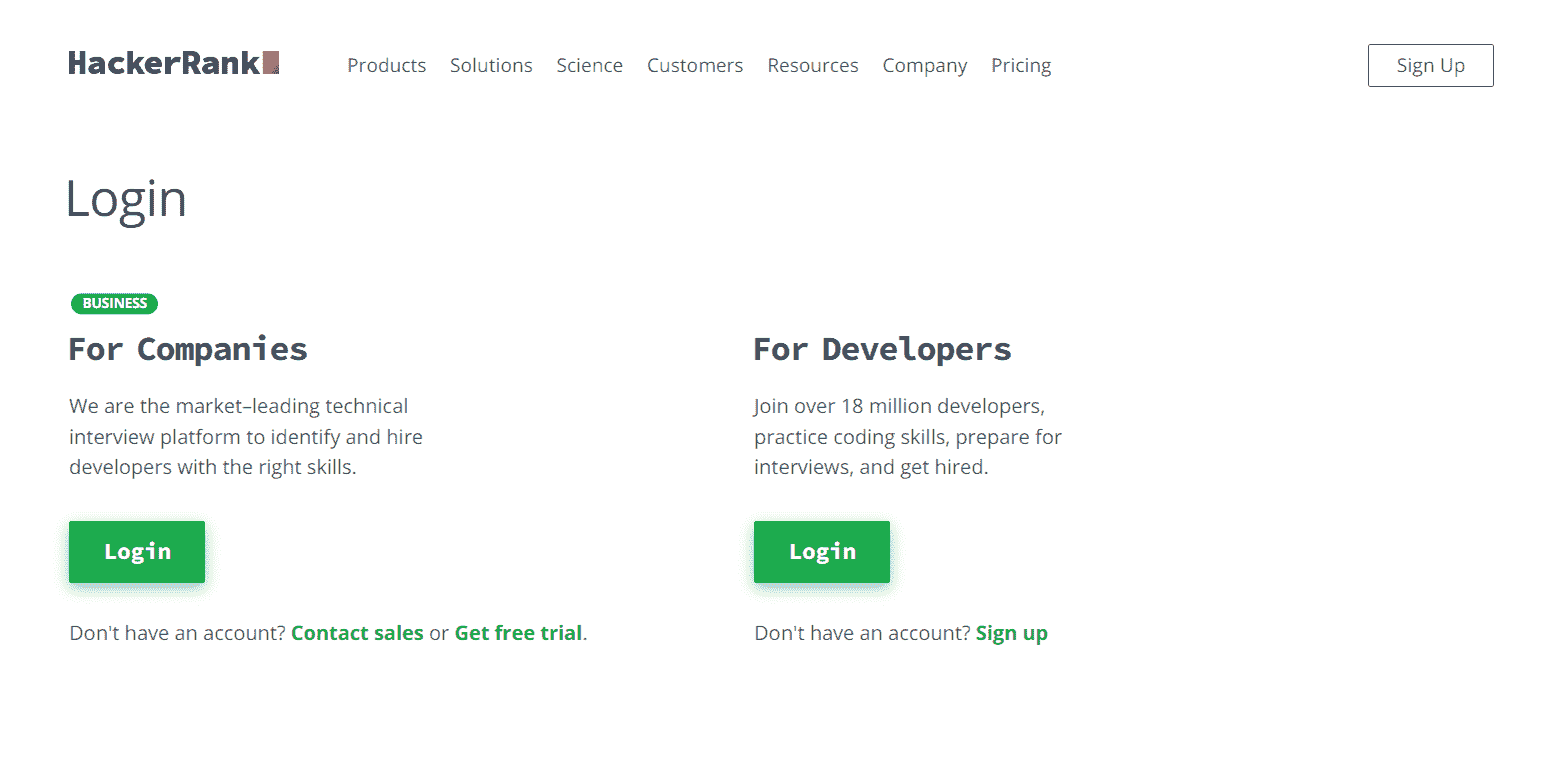 HackerRank
Products Solutions Science Customers Resources Company Pricing
Sign Up
Login
BUSINESS
For Companies
We are the market–leading technical
interview platform to identify and hire
developers with the right skills.
Login
Don't have an account? Contact sales or Get free trial.
For Developers
Join over 18 million developers,
practice coding skills, prepare for
interviews, and get hired.
Login
Don't have an account? Sign up